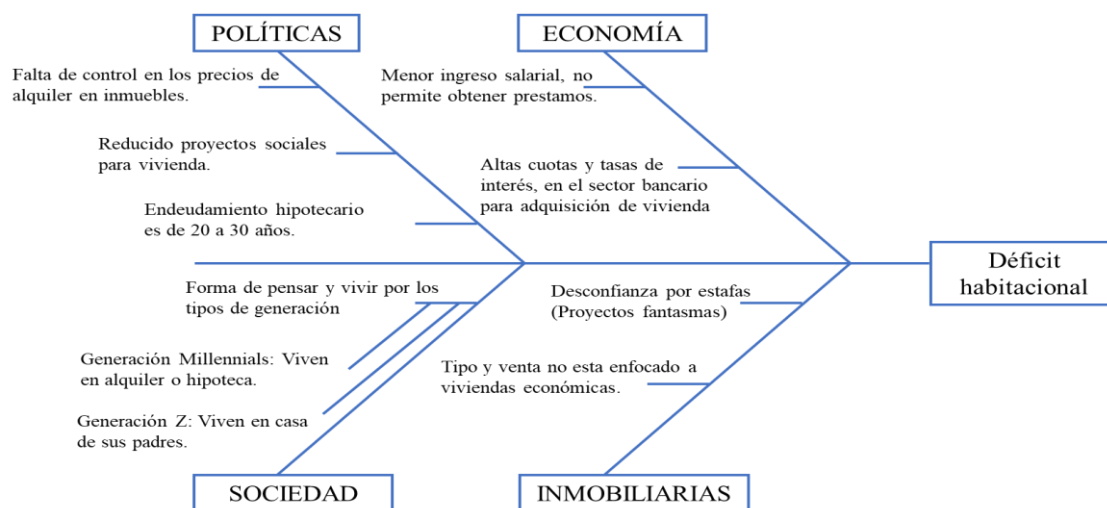 POLÍTICAS
ECONOMÍA
Falta de control en los precios de
alquiler en inmuebles.
Menor ingreso salarial, no
permite obtener prestamos.
Reducido proyectos sociales
para vivienda.
Altas cuotas y tasas de
interés, en el sector bancario
para adquisición de vivienda
Endeudamiento hipotecario
es de 20 a 30 años.
Déficit
habitacional
Forma de pensar y vivir por los
tipos de generación
Desconfianza por estafas
(Proyectos fantasmas)
Generación Millennials: Viven
en alquiler o hipoteca.
Tipo y venta no esta enfocado a
viviendas económicas.
Generación Z: Viven en casa
de sus padres.
SOCIEDAD
INMOBILIARIAS